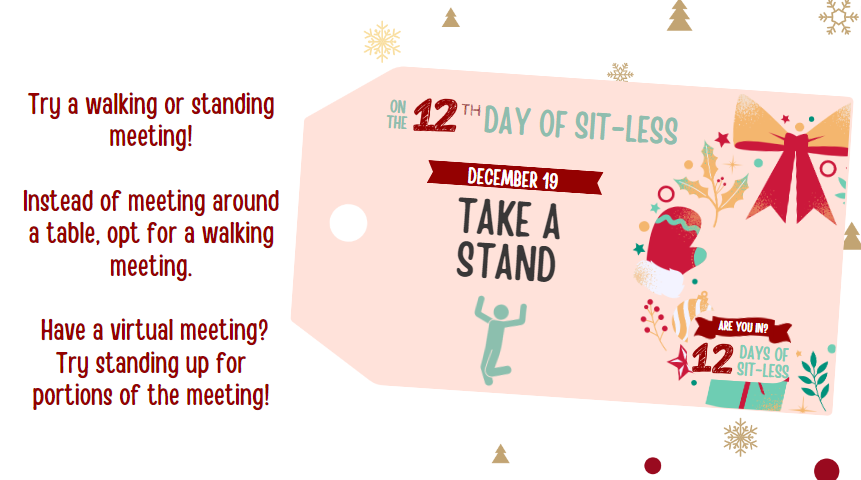 Try a walking or standing
meeting!
Instead of meeting around
a table, opt for a walking
meeting.
Have a virtual meeting?
Try standing up for
portions of the meeting!
ON
THE 12TH DAY OF SIT-LESS
DECEMBER 19
TAKE A
STAND
ARE YOU IN?
12 DAYS OF
SIT-LESS